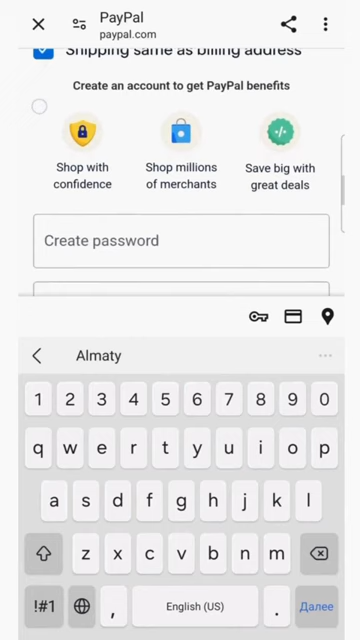 PayPal
paypal.com
Shipping same as billing address
Create an account to get PayPal benefits
Shop with
confidence
Shop millions
of merchants
Save big with
great deals
Create password
Almaty
1 2 3 4 5 6 7 8 9 0
q w e r t y u i o p
a s d f g h j k l
z x c v b n m
!#1 , English (US) . Далее